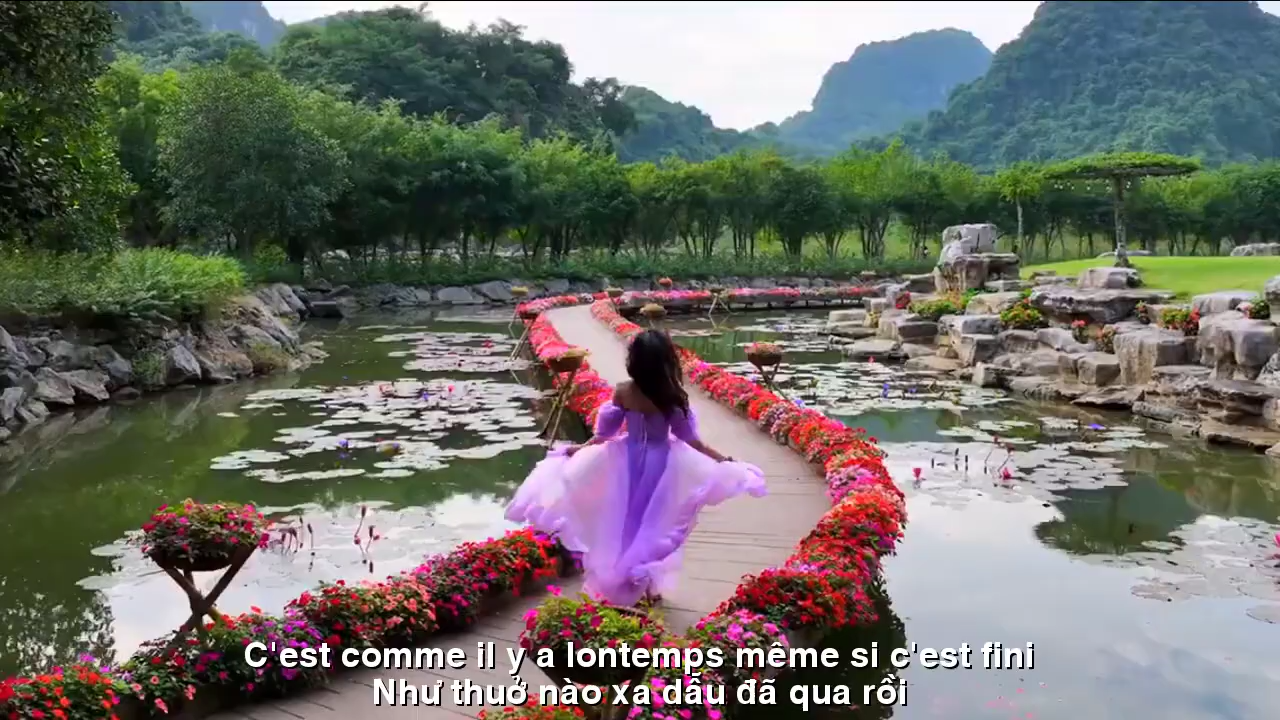 C'est comme il y a lontemps même si c'est fini
Như thuở nào xa dẫu đã qua rồi